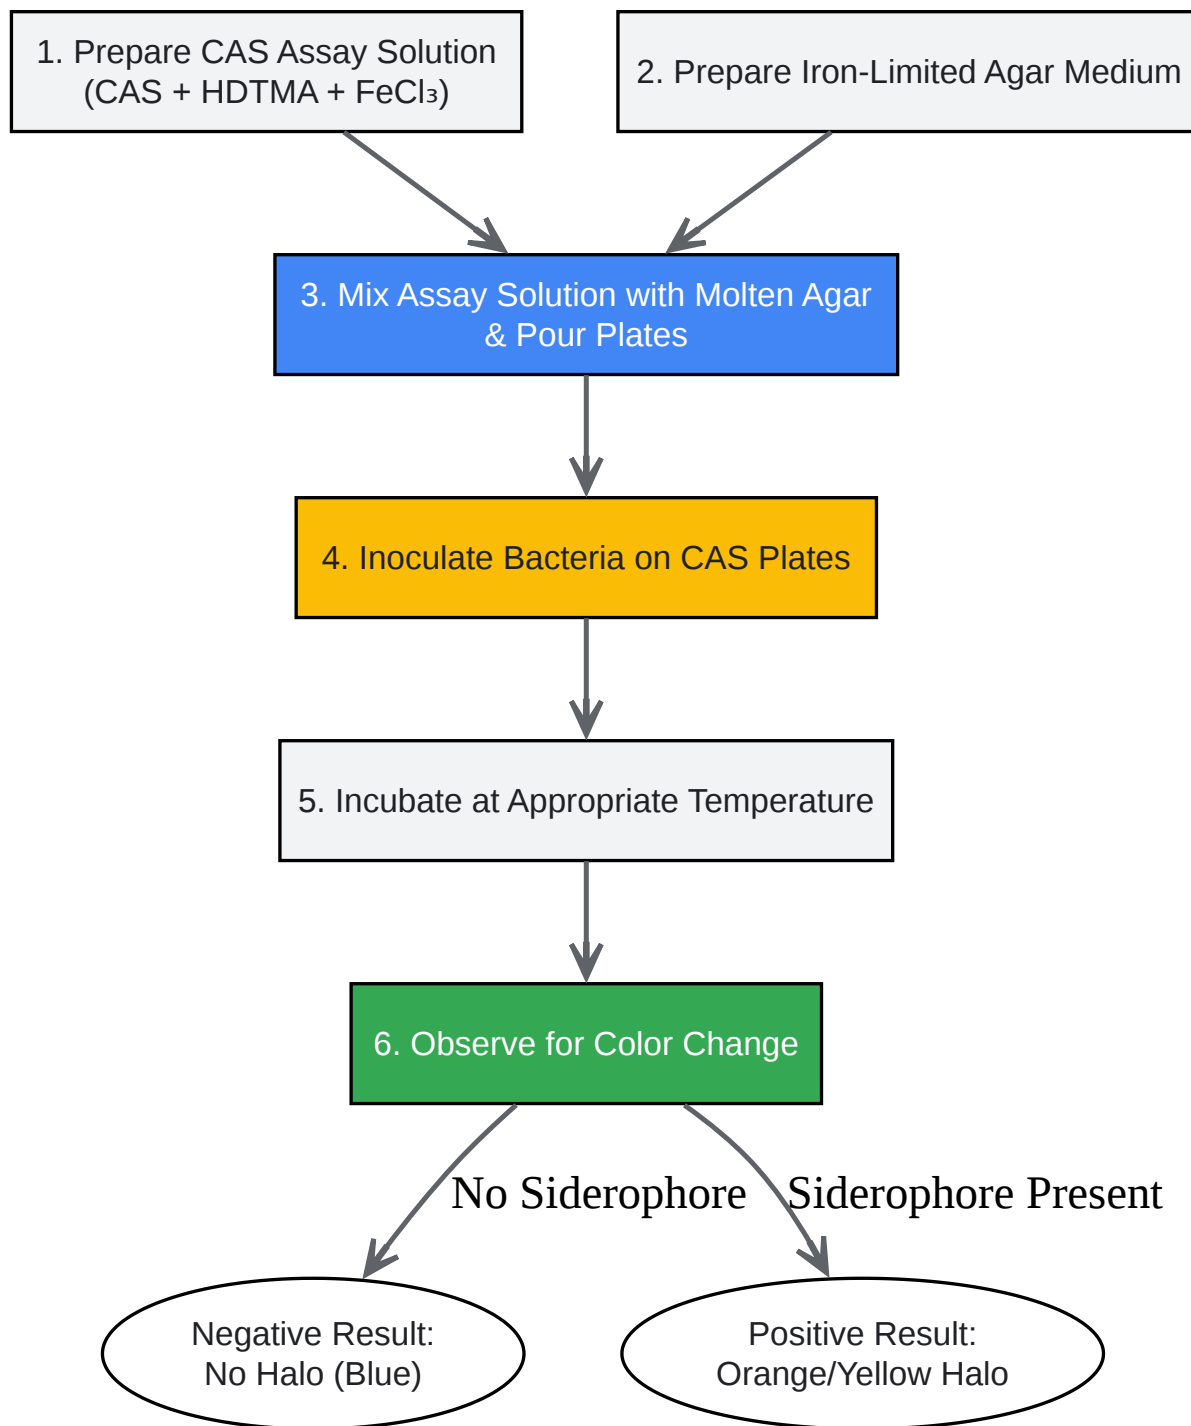 1. Prepare CAS Assay Solution
(CAS + HDTMA + FeCl₃)
2. Prepare Iron-Limited Agar Medium
3. Mix Assay Solution with Molten Agar
& Pour Plates
4. Inoculate Bacteria on CAS Plates
5. Incubate at Appropriate Temperature
6. Observe for Color Change
No Siderophore
Siderophore Present
Negative Result:
No Halo (Blue)
Positive Result:
Orange/Yellow Halo